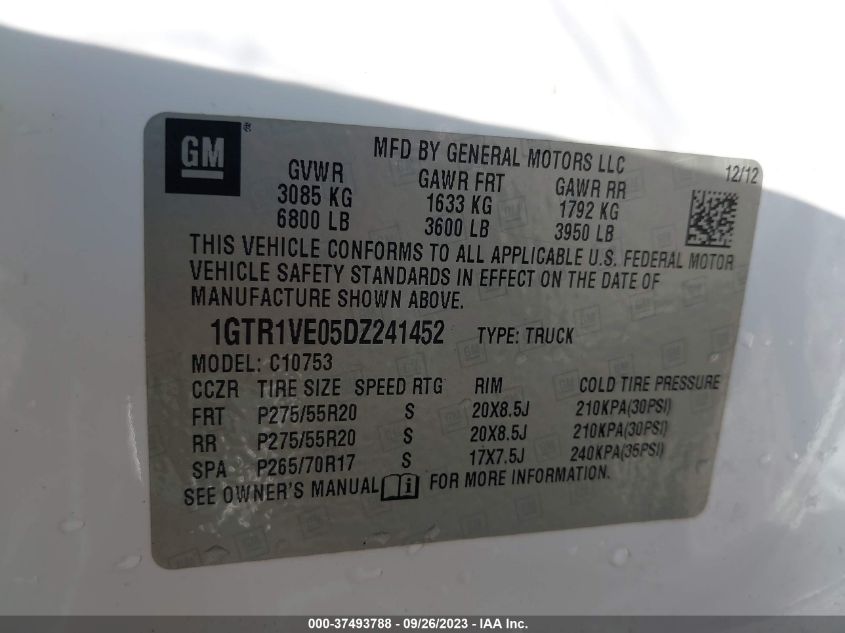 GM ®
MFD BY GENERAL MOTORS LLC
12/12
GVWR GAWR FRT GAWR RR
3085 KG 1633 KG 1792 KG
6800 LB 3600 LB 3950 LB
THIS VEHICLE CONFORMS TO ALL APPLICABLE U.S. FEDERAL MOTOR
VEHICLE SAFETY STANDARDS IN EFFECT ON THE DATE OF
MANUFACTURE SHOWN ABOVE.
1GTR1VE05DZ241452 TYPE: TRUCK
MODEL: C10753
CCZR TIRE SIZE SPEED RTG RIM COLD TIRE PRESSURE
FRT P275/55R20 S 20X8.5J 210KPA(30PSI)
RR P275/55R20 S 20X8.5J 210KPA(30PSI)
SPA P265/70R17 S 17X7.5J 240KPA(35PSI)
SEE OWNER'S MANUAL i FOR MORE INFORMATION.
000-37493788 - 09/26/2023 - IAA Inc.